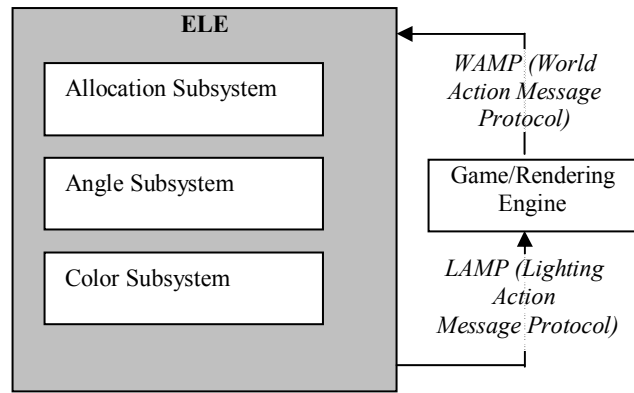 ELE
Allocation Subsystem
Angle Subsystem
Color Subsystem
WAMP (World
Action Message
Protocol)
Game/Rendering
Engine
LAMP (Lighting
Action
Message Protocol)